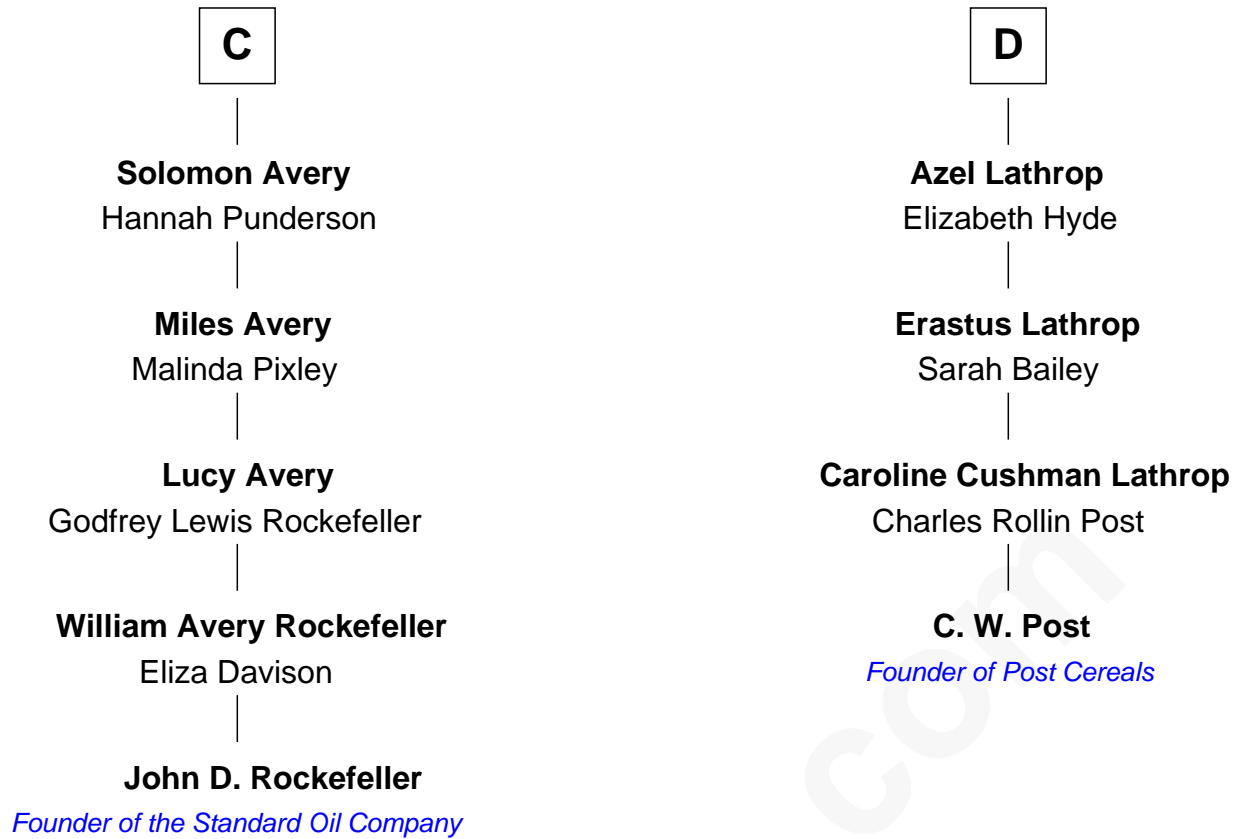 C
Solomon Avery
Hannah Punderson
Miles Avery
Malinda Pixley
Lucy Avery
Godfrey Lewis Rockefeller
William Avery Rockefeller
Eliza Davison
John D. Rockefeller
Founder of the Standard Oil Company
D
Azel Lathrop
Elizabeth Hyde
Erastus Lathrop
Sarah Bailey
Caroline Cushman Lathrop
Charles Rollin Post
C. W. Post
Founder of Post Cereals
com